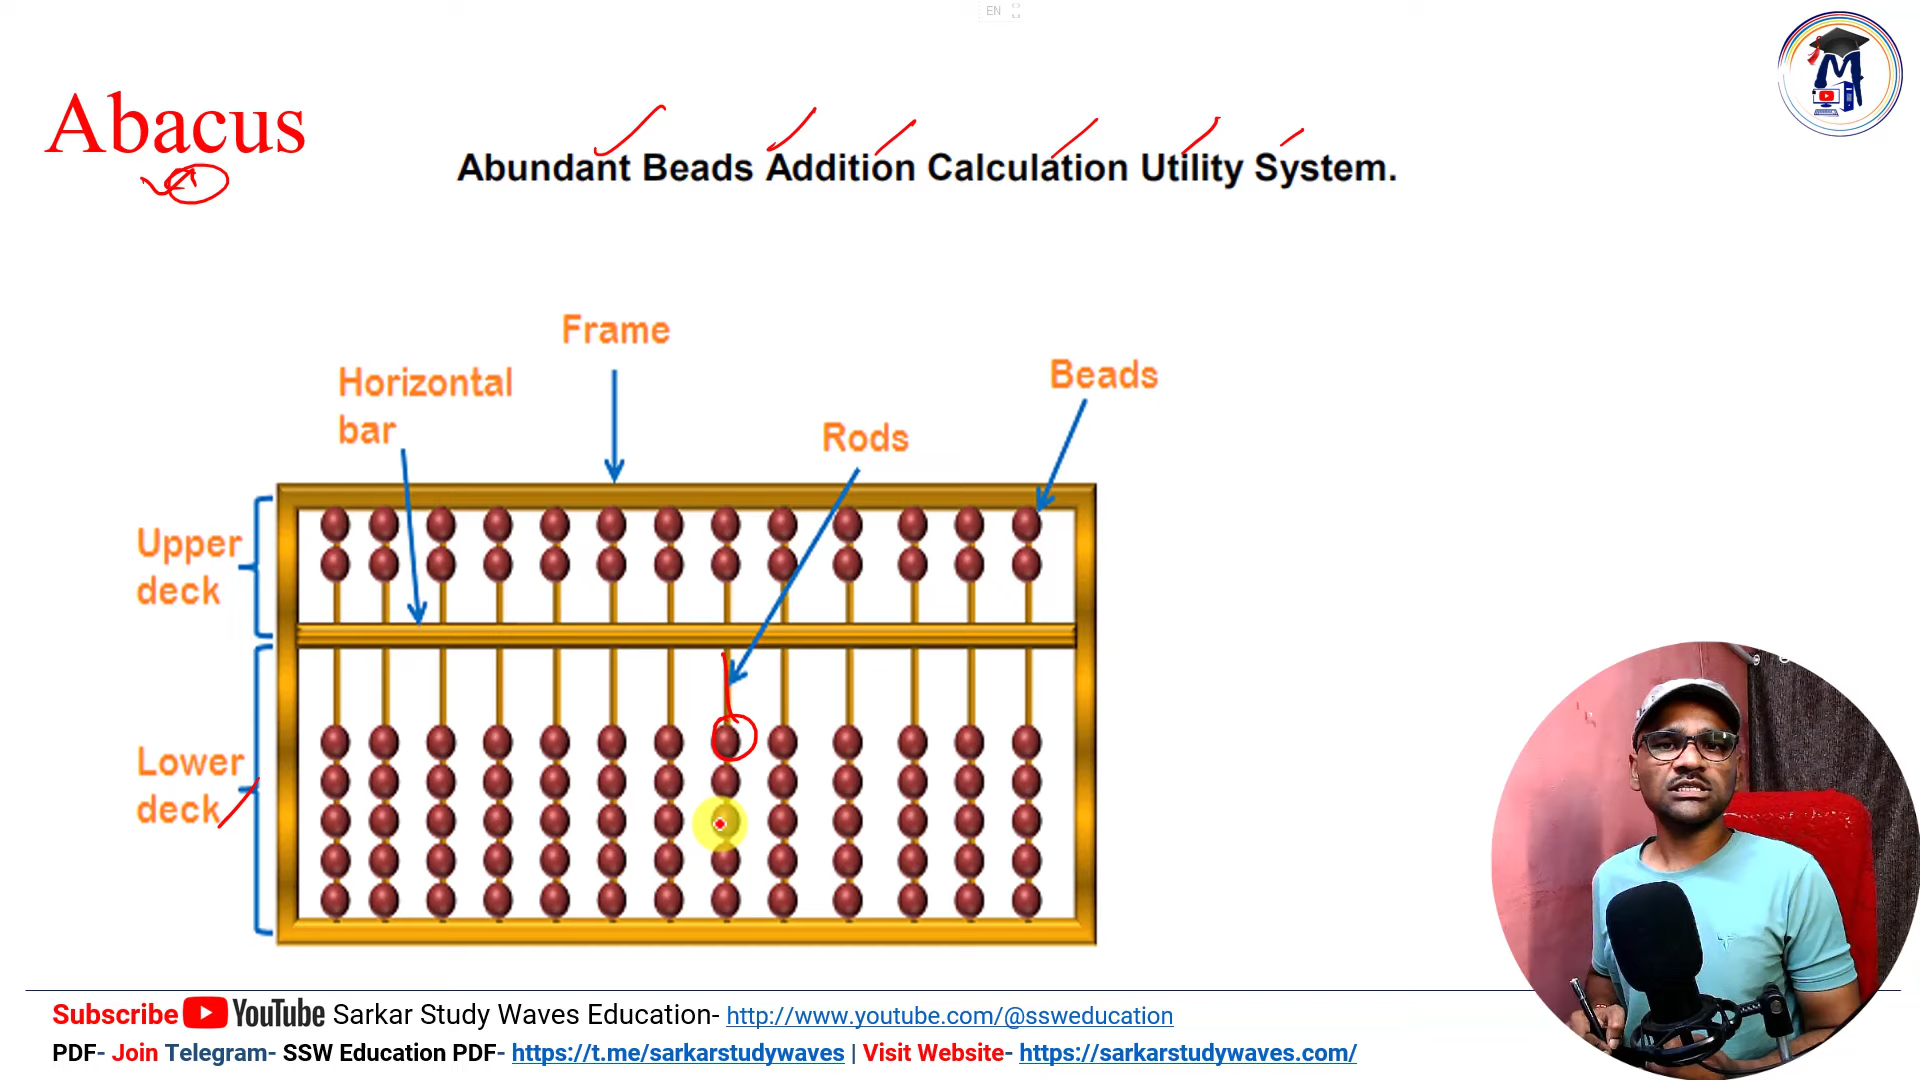 EN
Abacus
Abundant Beads Addition Calculation Utility System.
Frame
Horizontal
bar
Beads
Rods
Upper
deck
Lower
deck
Subscribe YouTube Sarkar Study Waves Education- http://www.youtube.com/@ssweducation
PDF- Join Telegram- SSW Education PDF- https://t.me/sarkarstudywaves | Visit Website- https://sarkarstudywaves.com/